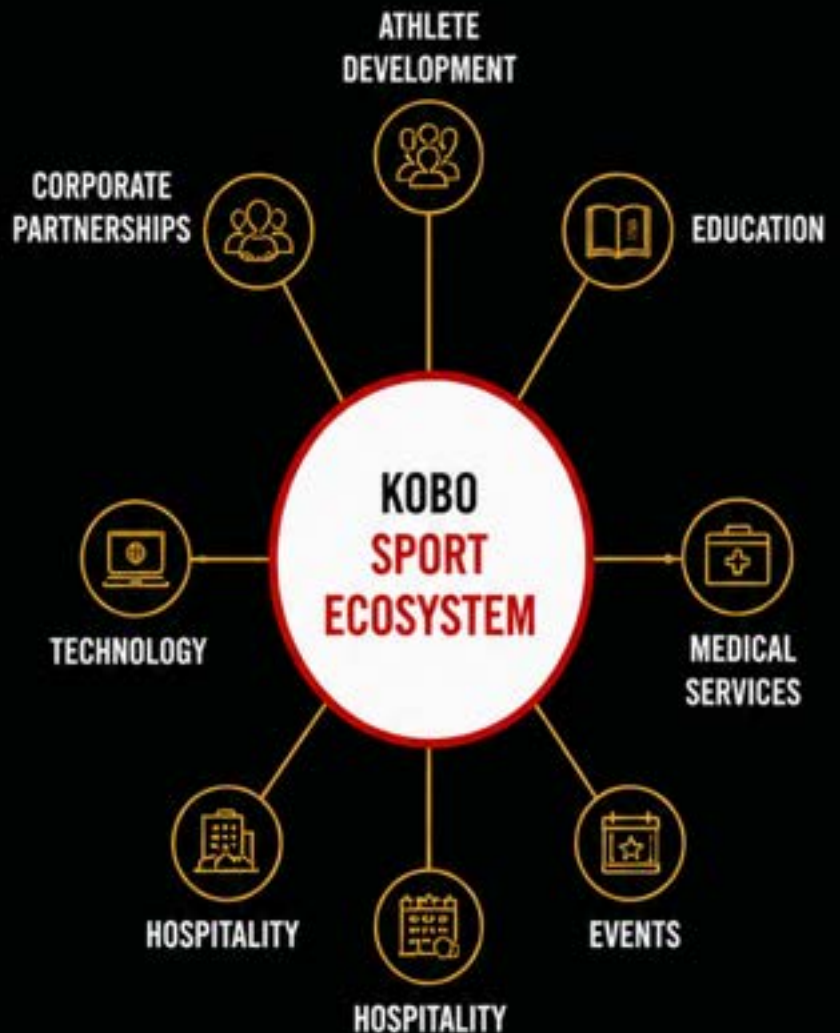 ATHLETE
DEVELOPMENT
CORPORATE
PARTNERSHIPS
EDUCATION
KOBO
SPORT
ECOSYSTEM
TECHNOLOGY
MEDICAL
SERVICES
HOSPITALITY
EVENTS
HOSPITALITY